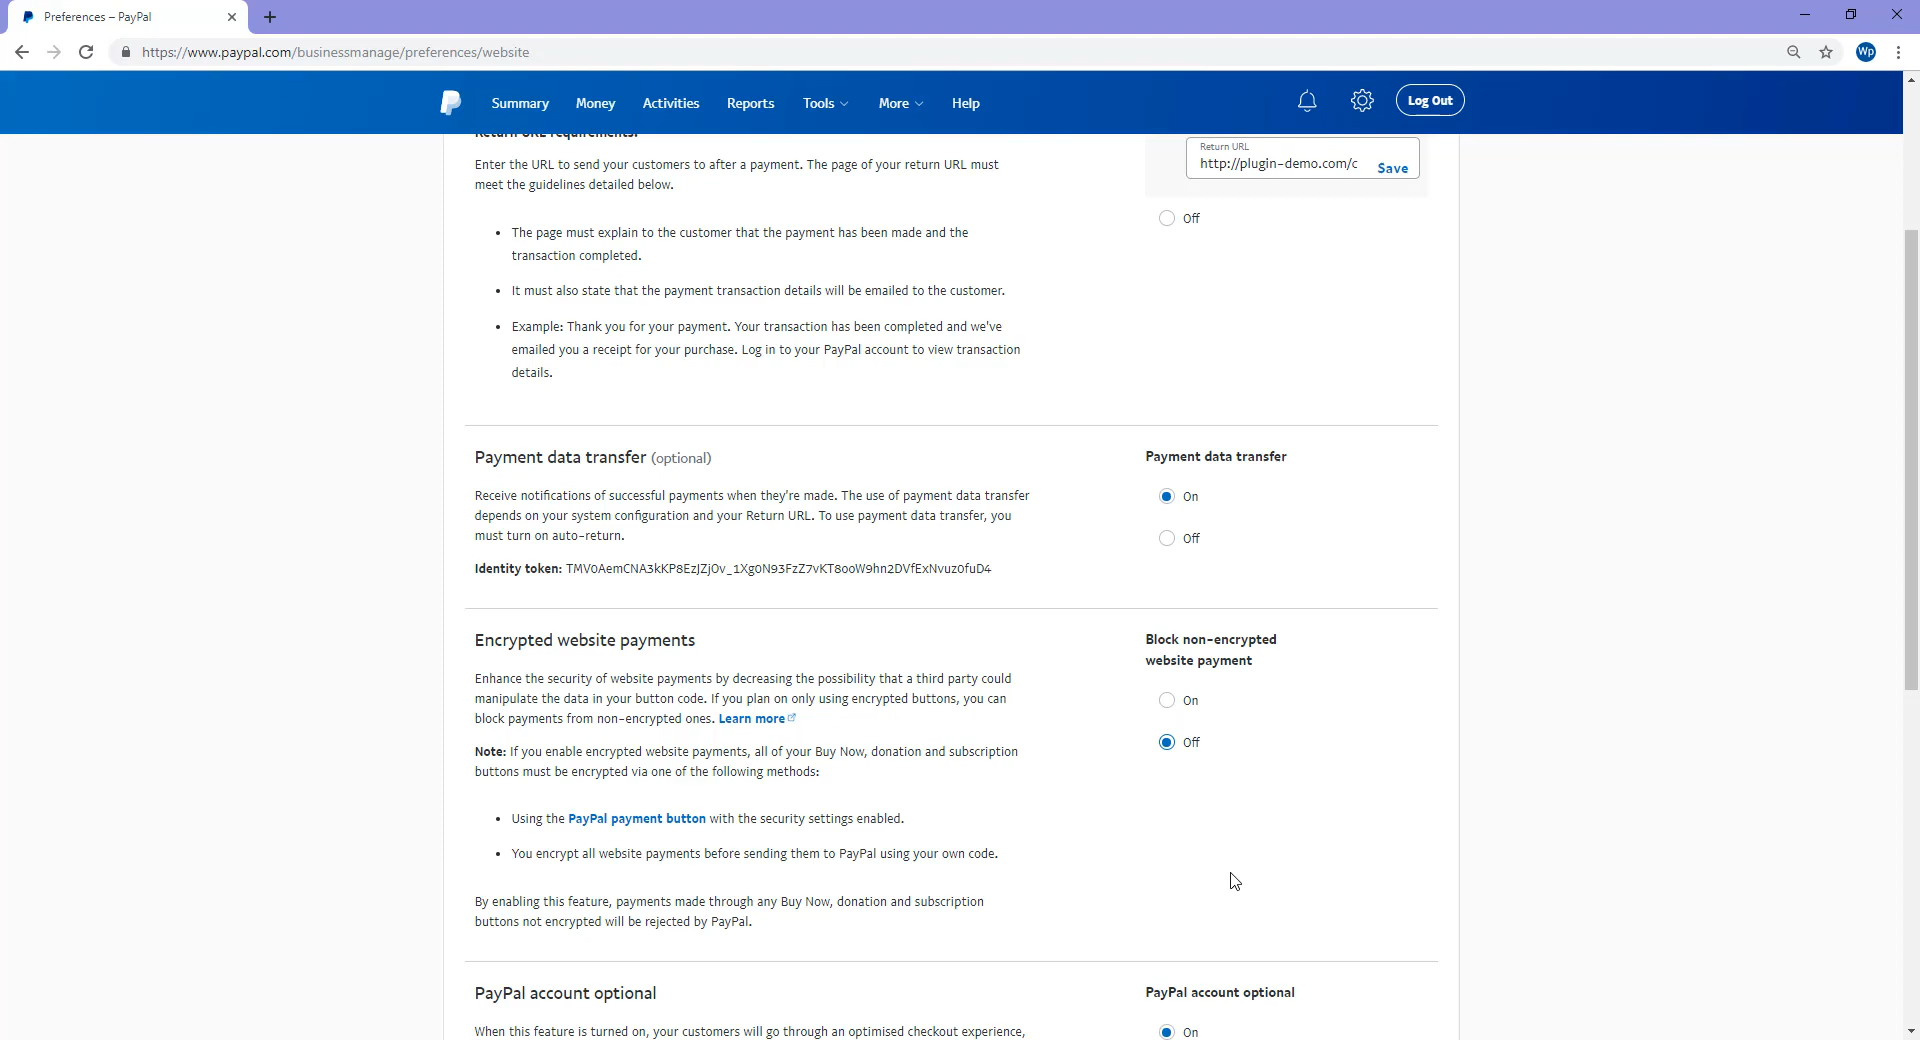 Preferences – PayPal
https://www.paypal.com/businessmanage/preferences/website
Wp
Summary
Money
Activities
Reports
Tools
More
Help
Log Out
Return URL requirements:
Enter the URL to send your customers to after a payment. The page of your return URL must
meet the guidelines detailed below.
• The page must explain to the customer that the payment has been made and the
transaction completed.
• It must also state that the payment transaction details will be emailed to the customer.
• Example: Thank you for your payment. Your transaction has been completed and we've
emailed you a receipt for your purchase. Log in to your PayPal account to view transaction
details.
Return URL
http://plugin-demo.com/c
Save
Off
Payment data transfer (optional)
Receive notifications of successful payments when they're made. The use of payment data transfer
depends on your system configuration and your Return URL. To use payment data transfer, you
must turn on auto-return.
Identity token: TMV0AemCNA3kKP8EzJZjOv_1Xg0N93FzZ7vKT8ooW9hn2DVfExNvuz0fuD4
Payment data transfer
On
Off
Encrypted website payments
Enhance the security of website payments by decreasing the possibility that a third party could
manipulate the data in your button code. If you plan on only using encrypted buttons, you can
block payments from non-encrypted ones. Learn more
Note: If you enable encrypted website payments, all of your Buy Now, donation and subscription
buttons must be encrypted via one of the following methods:
• Using the PayPal payment button with the security settings enabled.
• You encrypt all website payments before sending them to PayPal using your own code.
By enabling this feature, payments made through any Buy Now, donation and subscription
buttons not encrypted will be rejected by PayPal.
Block non-encrypted
website payment
On
Off
PayPal account optional
When this feature is turned on, your customers will go through an optimised checkout experience,
PayPal account optional
On